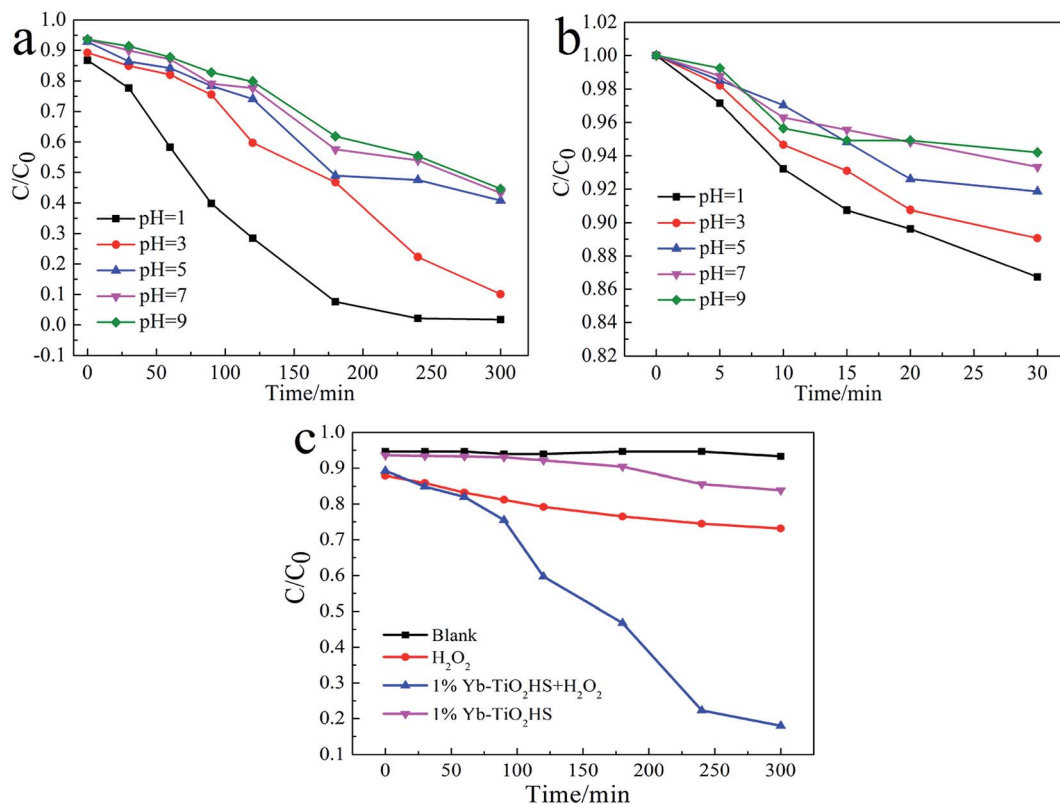 a
1.0
0.9
0.8
0.7
0.6
0.5
0.4
0.3
0.2
0.1
0.0
-0.1
C/C₀
pH=1
pH=3
pH=5
pH=7
pH=9
0 50 100 150 200 250 300
Time/min
b
1.02
1.00
0.98
0.96
0.94
0.92
0.90
0.88
0.86
0.84
0.82
C/C₀
pH=1
pH=3
pH=5
pH=7
pH=9
0 5 10 15 20 25 30
Time/min
c
1.0
0.9
0.8
0.7
0.6
0.5
0.4
0.3
0.2
0.1
C/C₀
Blank
H₂O₂
1% Yb-TiO₂HS+H₂O₂
1% Yb-TiO₂HS
0 50 100 150 200 250 300
Time/min